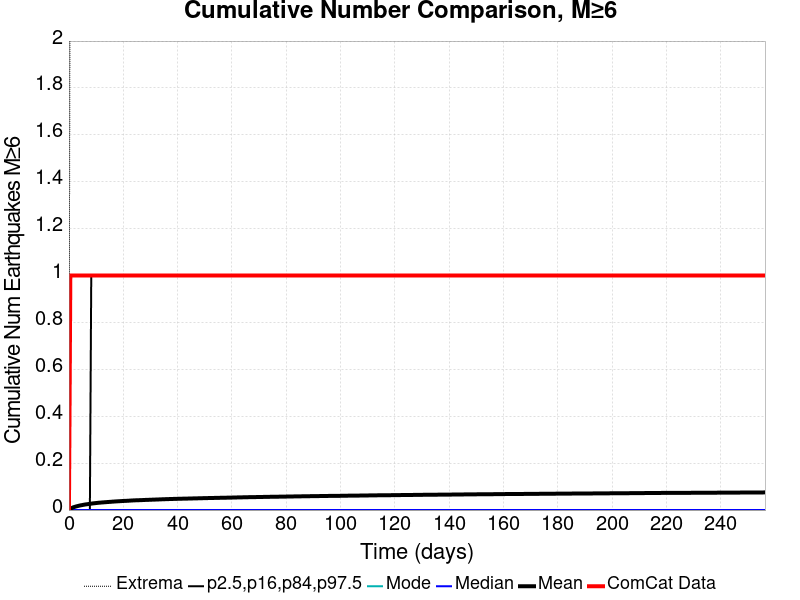 Cumulative Number Comparison, M≥6
Cumulative Num Earthquakes M≥6
2
1.8
1.6
1.4
1.2
1
0.8
0.6
0.4
0.2
0
0 20 40 60 80 100 120 140 160 180 200 220 240
Time (days)
Extrema p2.5,p16,p84,p97.5 Mode Median Mean ComCat Data